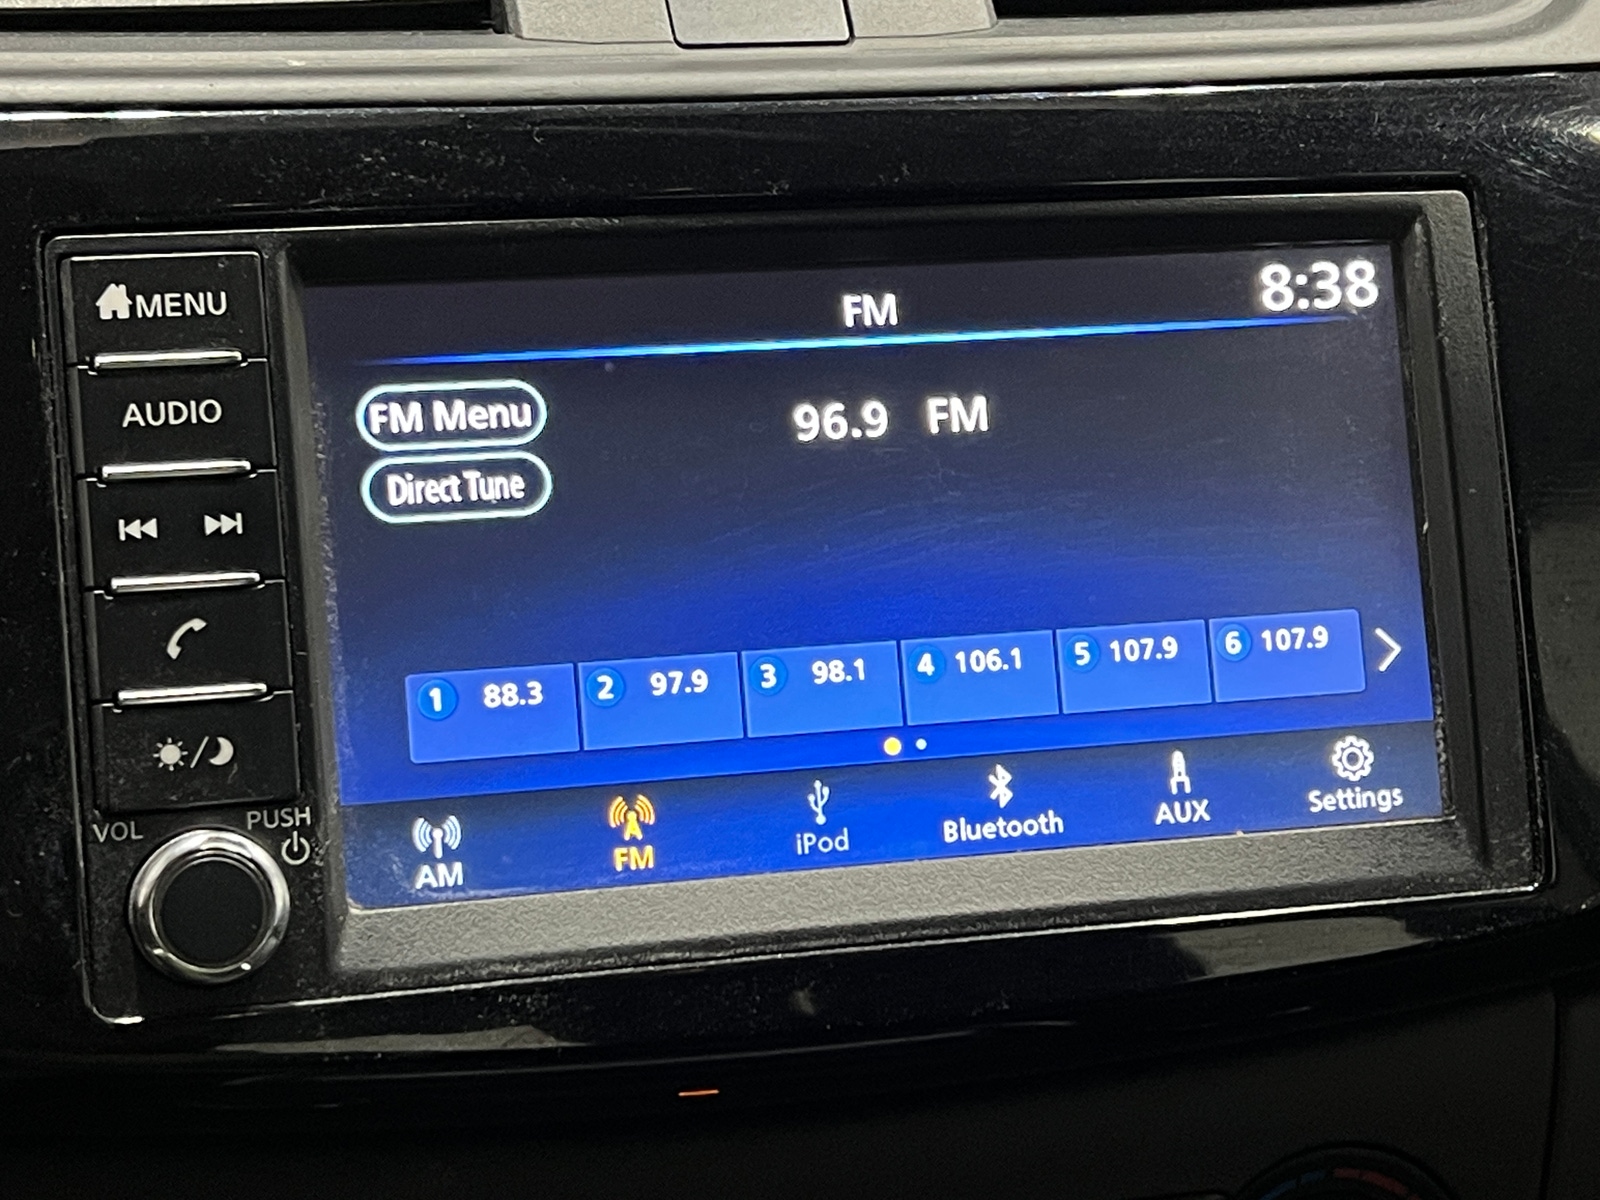 MENU
AUDIO
VOL
PUSH
FM
8:38
FM Menu
96.9 FM
Direct Tune
1 88.3
2 97.9
3 98.1
4 106.1
5 107.9
6 107.9
AM
FM
iPod
Bluetooth
AUX
Settings